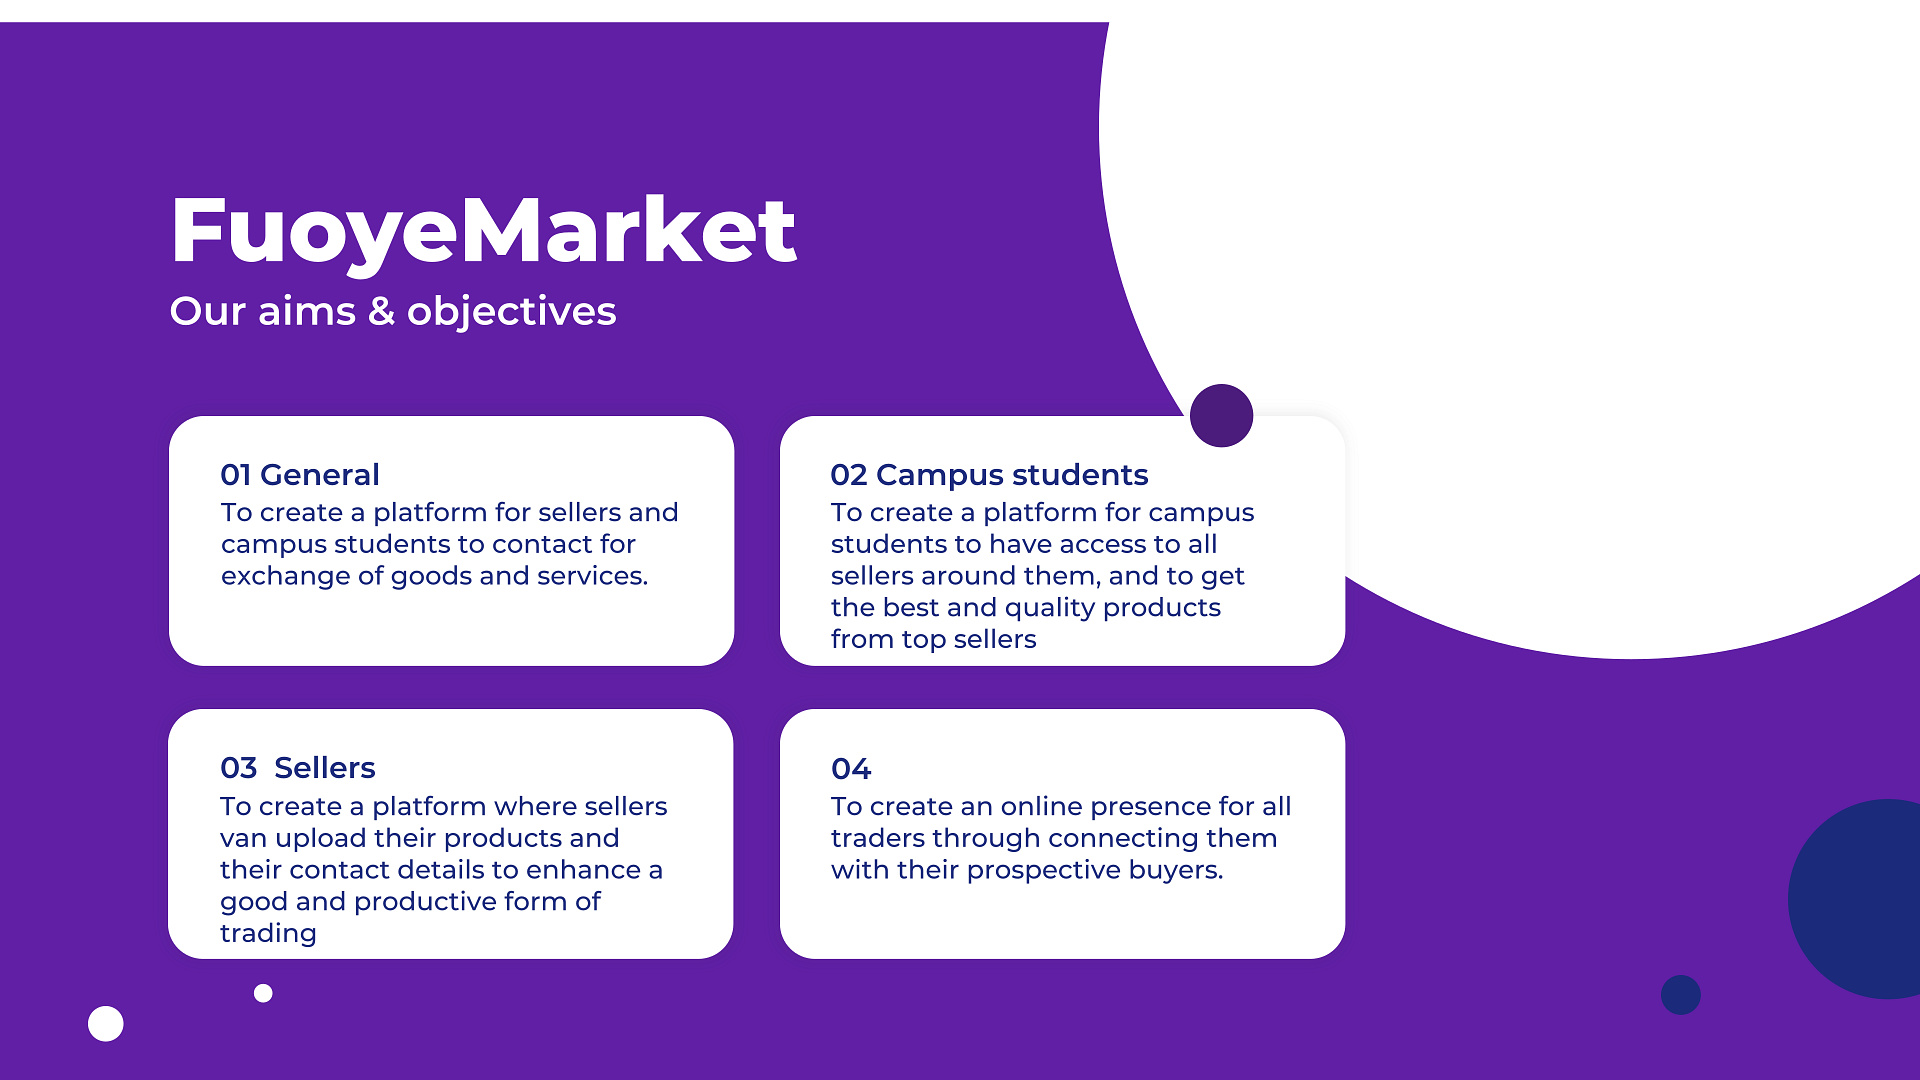 FuoyeMarket
Our aims & objectives
01 General
To create a platform for sellers and
campus students to contact for
exchange of goods and services.
02 Campus students
To create a platform for campus
students to have access to all
sellers around them, and to get
the best and quality products
from top sellers
03  Sellers
To create a platform where sellers
van upload their products and
their contact details to enhance a
good and productive form of
trading
04
To create an online presence for all
traders through connecting them
with their prospective buyers.